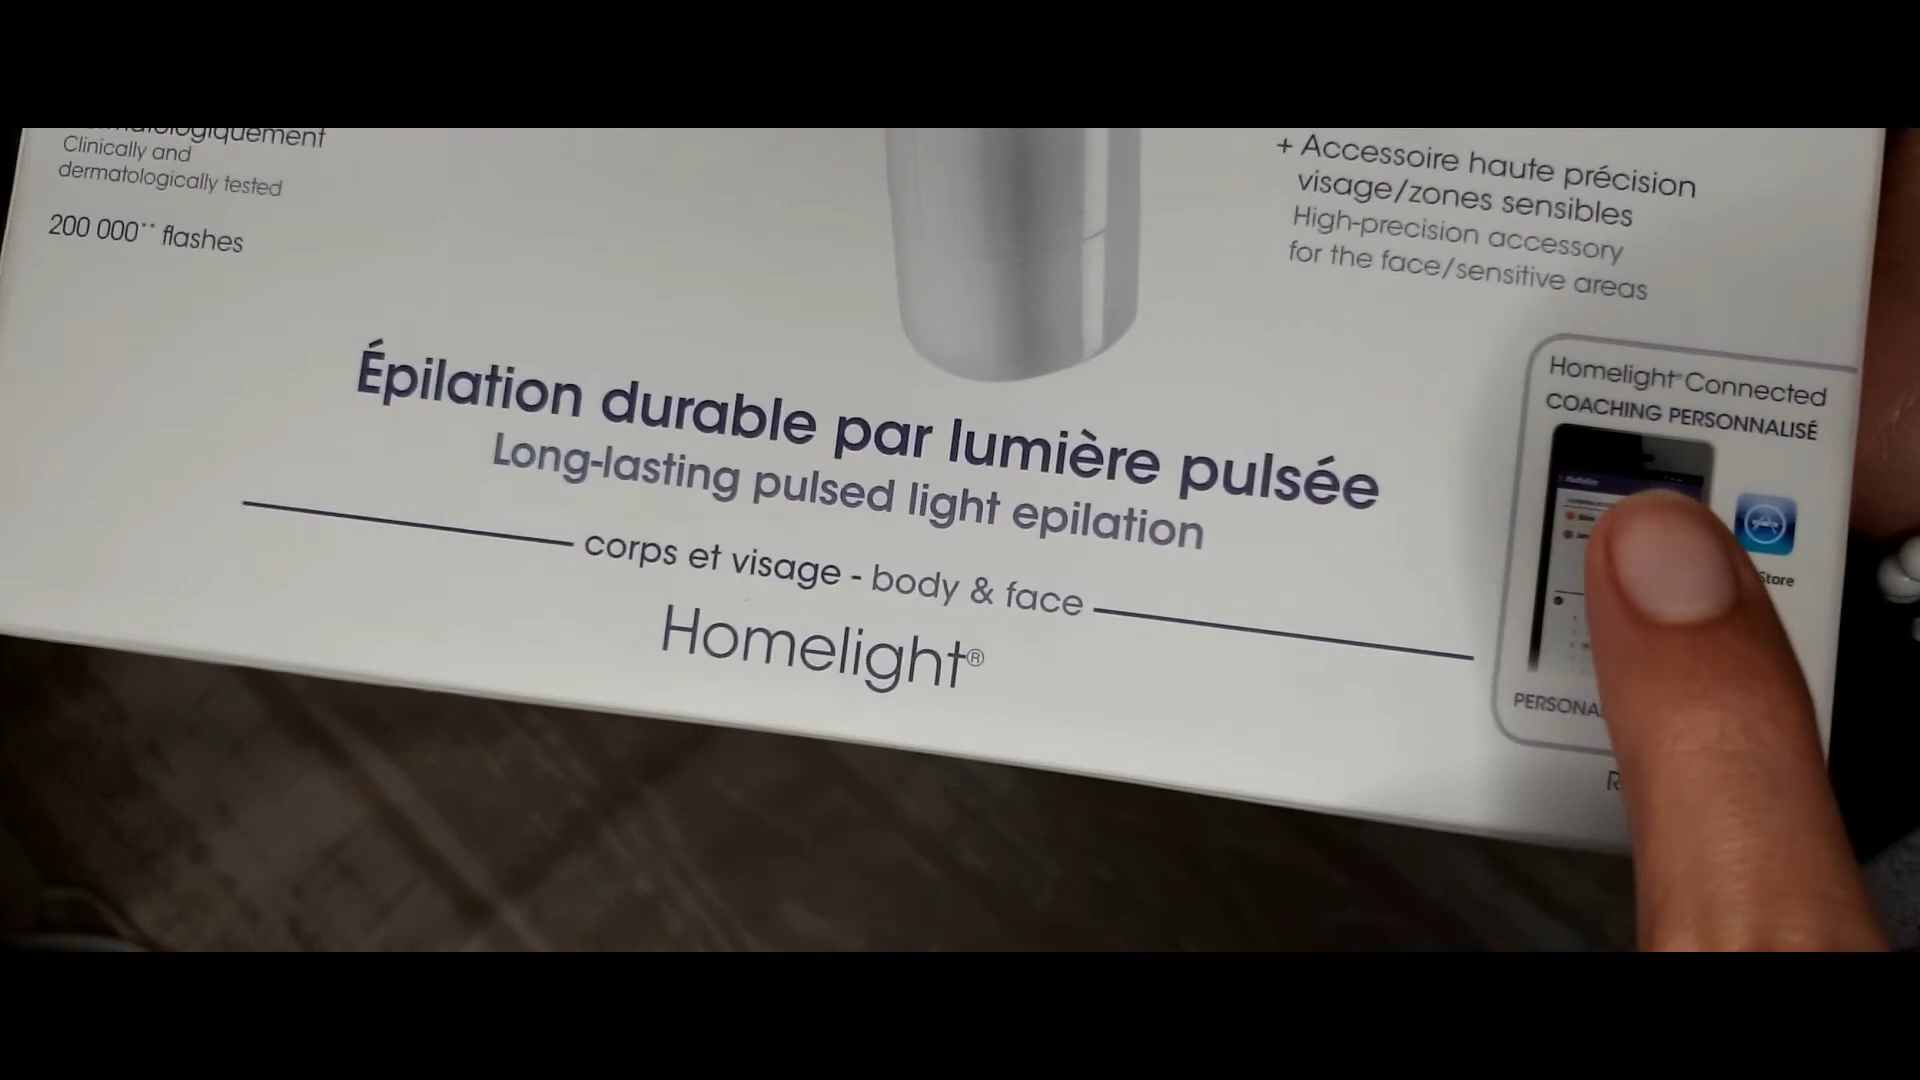 Clinically and
dermatologically tested
200 000** flashes
+ Accessoire haute précision
visage/zones sensibles
High-precision accessory
for the face/sensitive areas
Épilation durable par lumière pulsée
Long-lasting pulsed light epilation
corps et visage - body & face
Homelight®
Homelight® Connected
COACHING PERSONNALISÉ
Store